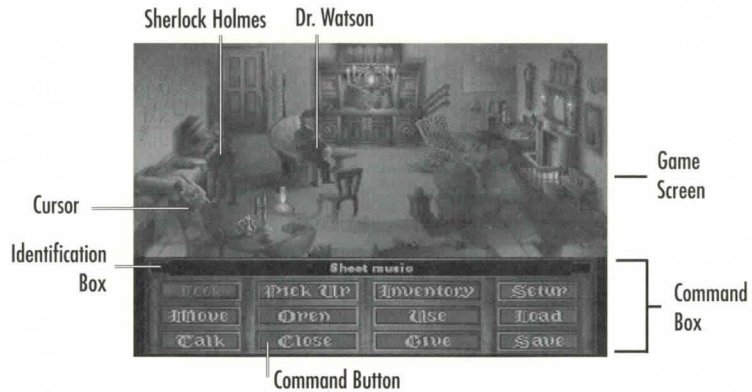 Sherlock Holmes
Dr. Watson
Game
Screen
Cursor
Identification
Box
Sheet music
Look Pick Up Inventory Setup
Move Open Use Load
Talk Close Give Save
Command
Box
Command Button